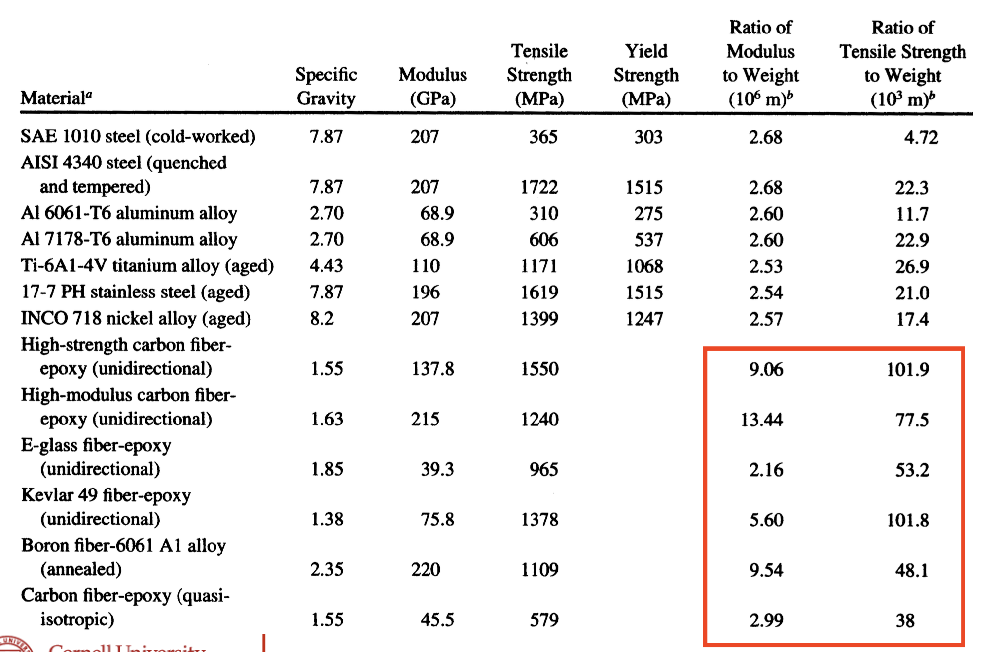 Material^a Specific Gravity Modulus (GPa) Tensile Strength (MPa) Yield Strength (MPa) Ratio of Modulus to Weight (10^6 m)^b Ratio of Tensile Strength to Weight (10^3 m)^b
SAE 1010 steel (cold-worked) 7.87 207 365 303 2.68 4.72
AISI 4340 steel (quenched
and tempered) 7.87 207 1722 1515 2.68 22.3
Al 6061-T6 aluminum alloy 2.70 68.9 310 275 2.60 11.7
Al 7178-T6 aluminum alloy 2.70 68.9 606 537 2.60 22.9
Ti-6A1-4V titanium alloy (aged) 4.43 110 1171 1068 2.53 26.9
17-7 PH stainless steel (aged) 7.87 196 1619 1515 2.54 21.0
INCO 718 nickel alloy (aged) 8.2 207 1399 1247 2.57 17.4
High-strength carbon fiber-
epoxy (unidirectional) 1.55 137.8 1550 9.06 101.9
High-modulus carbon fiber-
epoxy (unidirectional) 1.63 215 1240 13.44 77.5
E-glass fiber-epoxy
(unidirectional) 1.85 39.3 965 2.16 53.2
Kevlar 49 fiber-epoxy
(unidirectional) 1.38 75.8 1378 5.60 101.8
Boron fiber-6061 A1 alloy
(annealed) 2.35 220 1109 9.54 48.1
Carbon fiber-epoxy (quasi-
isotropic) 1.55 45.5 579 2.99 38
Cornell University